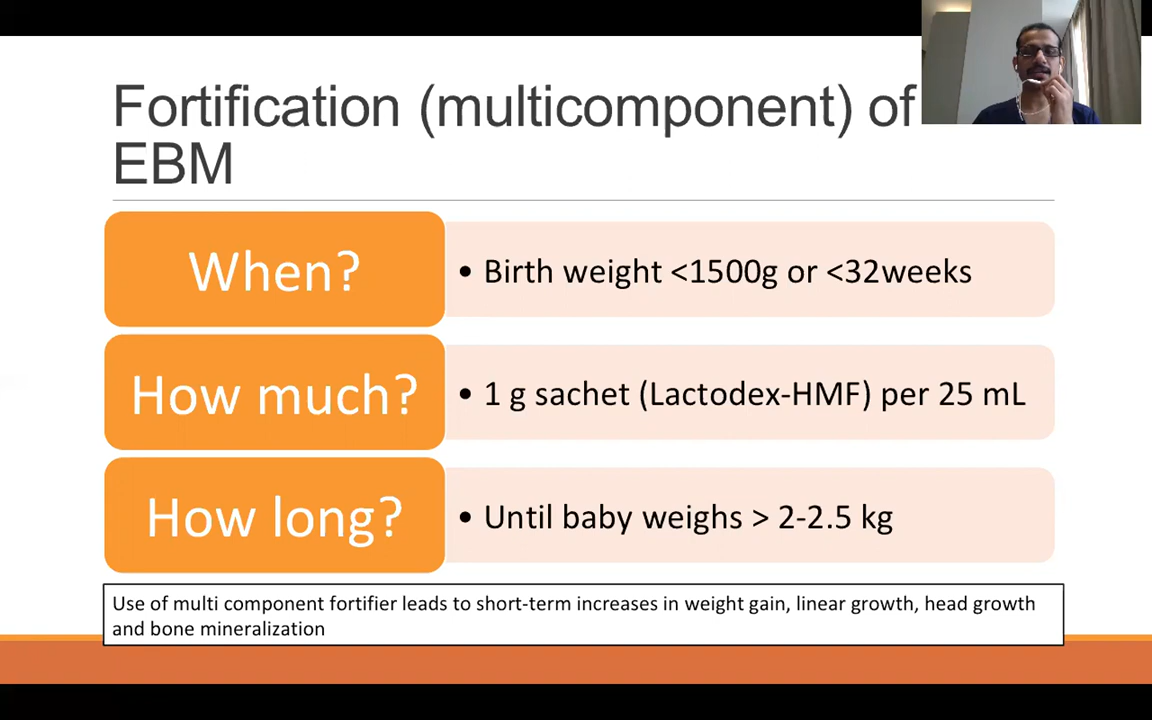 Fortification (multicomponent) of
EBM
When?
• Birth weight <1500g or <32weeks
How much?
• 1 g sachet (Lactodex-HMF) per 25 mL
How long?
• Until baby weighs > 2-2.5 kg
Use of multi component fortifier leads to short-term increases in weight gain, linear growth, head growth
and bone mineralization